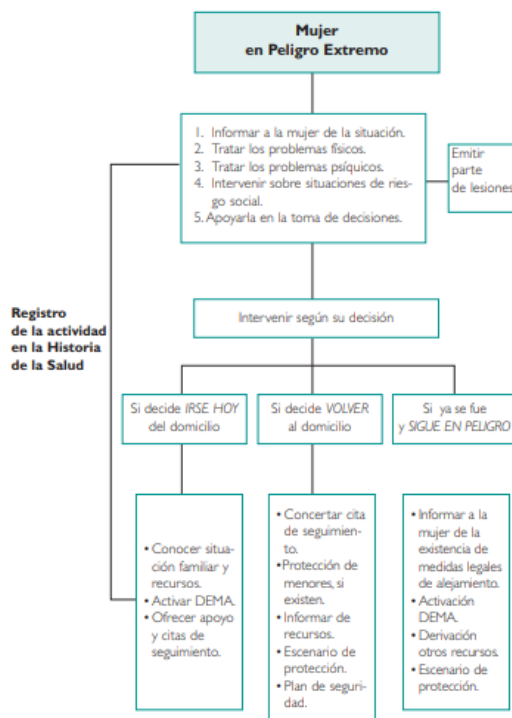 Mujer
en Peligro Extremo
1. Informar a la mujer de la situación.
2. Tratar los problemas físicos.
3. Tratar los problemas psíquicos.
4. Intervenir sobre situaciones de ries-
go social.
5. Apoyarla en la toma de decisiones.
Emitir
parte
de lesiones
Registro
de la actividad
en la Historia
de la Salud
Intervenir según su decisión
Si decide IRSE HOY
del domicilio
Si decide VOLVER
al domicilio
Si ya se fue
y SIGUE EN PELIGRO
• Conocer situa-
ción familiar y
recursos.
• Activar DEMA.
• Ofrecer apoyo
y citas de
seguimiento.
• Concertar cita
de seguimien-
to.
• Protección de
menores, si
existen.
• Informar de
recursos.
• Escenario de
protección.
• Plan de seguri-
dad.
• Informar a la
mujer de la
existencia de
medidas legales
de alejamiento.
• Activación
DEMA.
• Derivación
otros recursos.
• Escenario de
protección.